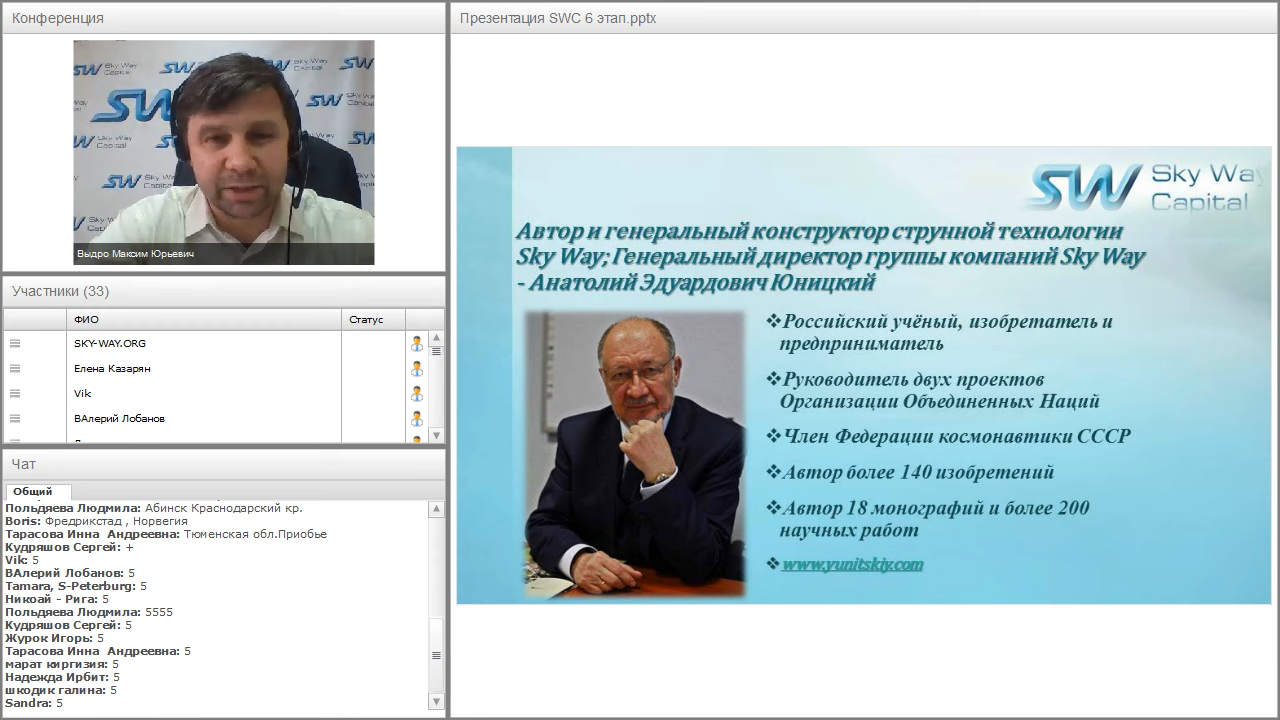 Конференция
Sky Way
Capital
SW
Выдро Максим Юрьевич
Участники (33)
ФИО
Статус
SKY-WAY.ORG
Елена Казарян
Vik
ВАлерий Лобанов
Чат
Общий
Польдяева Людмила: Абинск Краснодарский кр.
Boris: Фредрикстад , Норвегия
Тарасова Инна Андреевна: Тюменская обл.Приобье
Кудряшов Сергей: +
Vik: 5
ВАлерий Лобанов: 5
Tamara, S-Peterburg: 5
Никоай - Рига: 5
Польдяева Людмила: 5555
Кудряшов Сергей: 5
Журок Игорь: 5
Тарасова Инна Андреевна: 5
марат киргизия: 5
Надежда Ирбит: 5
шкодик галина: 5
Sandra: 5
Презентация SWC 6 этап.pptx
SW Sky Wa
Capital
Автор и генеральный конструктор струнной технологии
Sky Way; Генеральный директор группы компаний Sky Way
- Анатолий Эдуардович Юницкий
❖Российский учёный, изобретатель и
предприниматель
❖Руководитель двух проектов
Организации Объединенных Наций
❖Член Федерации космонавтики СССР
❖Автор более 140 изобретений
❖Автор 18 монографий и более 200
научных работ
❖www.yunitskiy.com